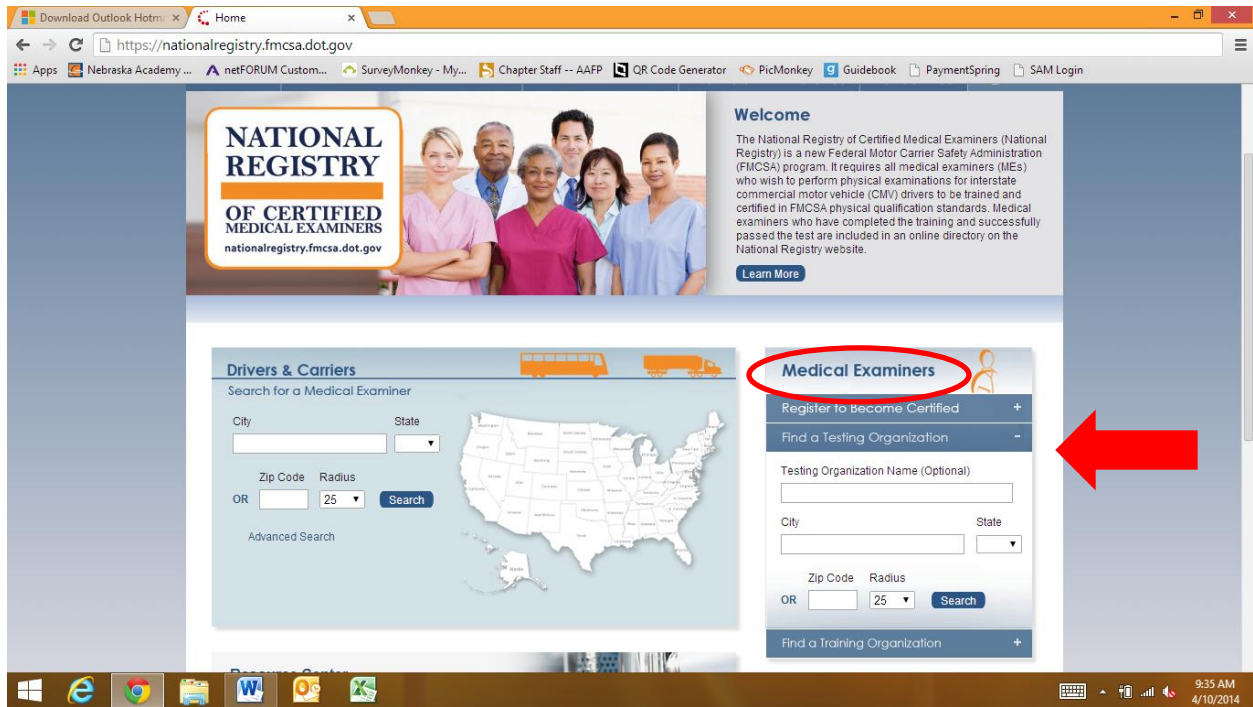 Download Outlook Hotm
Home
https://nationalregistry.fmcsa.dot.gov
Apps
Nebraska Academy ...
netFORUM Custom...
SurveyMonkey - My...
Chapter Staff -- AAFP
QR Code Generator
PicMonkey
Guidebook
PaymentSpring
SAM Login
NATIONAL
REGISTRY
OF CERTIFIED
MEDICAL EXAMINERS
nationalregistry.fmcsa.dot.gov
Welcome
The National Registry of Certified Medical Examiners (National
Registry) is a new Federal Motor Carrier Safety Administration
(FMCSA) program. It requires all medical examiners (MEs)
who wish to perform physical examinations for interstate
commercial motor vehicle (CMV) drivers to be trained and
certified in FMCSA physical qualification standards. Medical
examiners who have completed the training and successfully
passed the test are included in an online directory on the
National Registry website.
Learn More
Drivers & Carriers
Search for a Medical Examiner
City State
Zip Code Radius
OR 25 Search
Advanced Search
Medical Examiners
Register to Become Certified +
Find a Testing Organization -
Testing Organization Name (Optional)
City State
Zip Code Radius
OR 25 Search
Find a Training Organization +
Resource Center
9:35 AM
4/10/2014